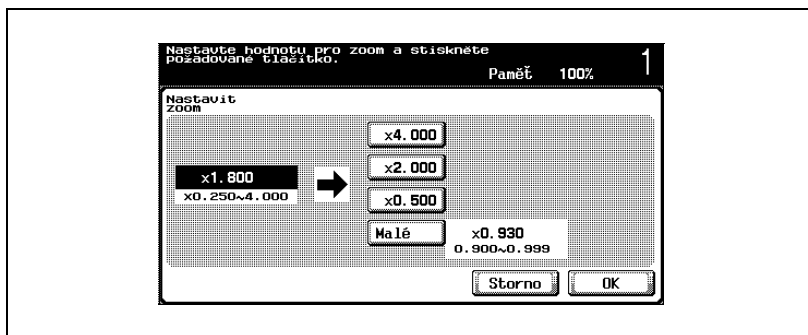 Nastavte hodnotu pro zoom a stiskněte
požadované tlačítko.
Paměť 100% 1
Nastavit
zoom
x4.000
x1.800
x0.250~4.000
x2.000
x0.500
Malé x0.930
0.900~0.999
Storno OK